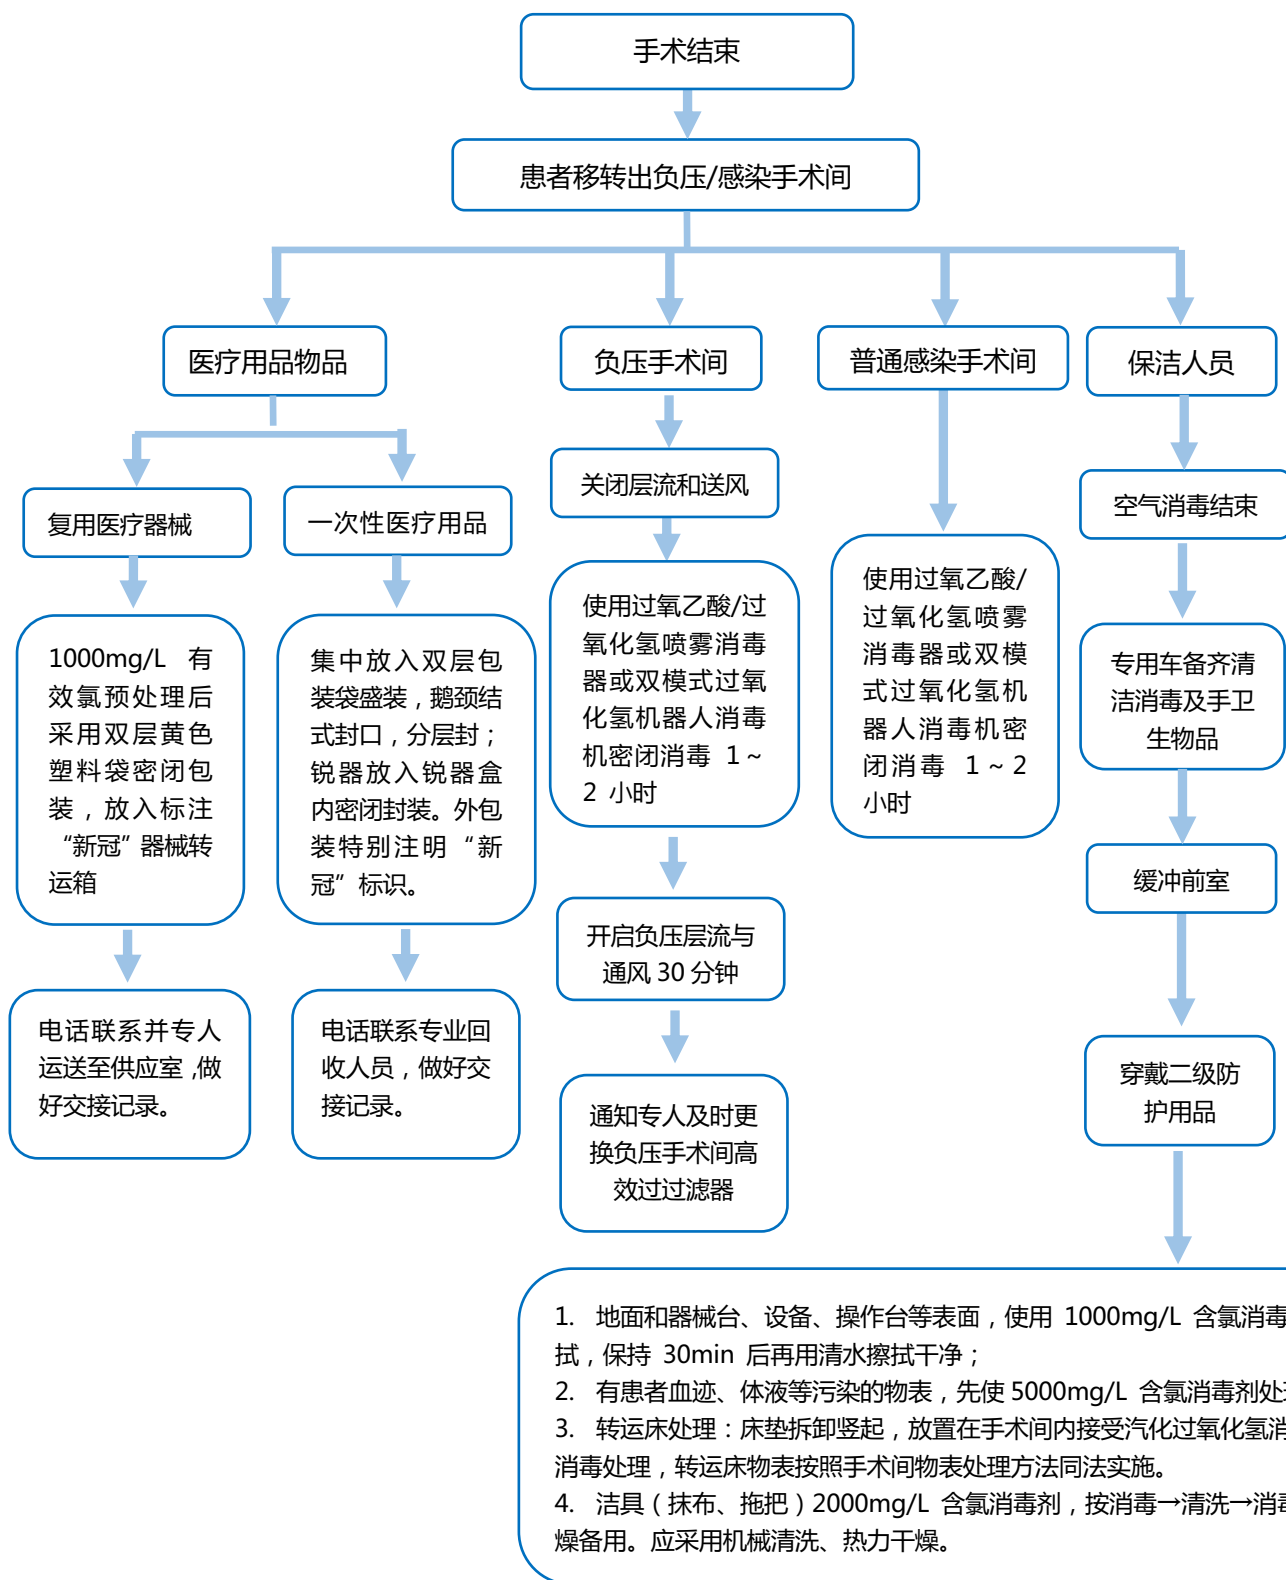 手术结束
患者移转出负压/感染手术间
医疗用品物品
负压手术间
普通感染手术间
保洁人员
复用医疗器械
一次性医疗用品
关闭层流和送风
空气消毒结束
1000mg/L 有
效氯预处理后
采用双层黄色
塑料袋密闭包
装，放入标注
“新冠”器械转
运箱
集中放入双层包
装袋盛装，鹅颈结
式封口，分层封；
锐器放入锐器盒
内密闭封装。外包
装特别注明“新
冠”标识。
使用过氧乙酸/过
氧化氢喷雾消毒
器或双模式过氧
化氢机器人消毒
机密闭消毒 1～
2 小时
使用过氧乙酸/
过氧化氢喷雾
消毒器或双模
式过氧化氢机
器人消毒机密
闭消毒 1～2
小时
专用车备齐清
洁消毒及手卫
生物品
缓冲前室
开启负压层流与
通风 30 分钟
电话联系并专人
运送至供应室,做
好交接记录。
电话联系专业回
收人员，做好交
接记录。
通知专人及时更
换负压手术间高
效过过滤器
穿戴二级防
护用品
1. 地面和器械台、设备、操作台等表面，使用 1000mg/L 含氯消毒
拭，保持 30min 后再用清水擦拭干净；
2. 有患者血迹、体液等污染的物表，先使 5000mg/L 含氯消毒剂处
3. 转运床处理：床垫拆卸竖起，放置在手术间内接受汽化过氧化氢消
消毒处理，转运床物表按照手术间物表处理方法同法实施。
4. 洁具（抹布、拖把）2000mg/L 含氯消毒剂，按消毒→清洗→消
燥备用。应采用机械清洗、热力干燥。